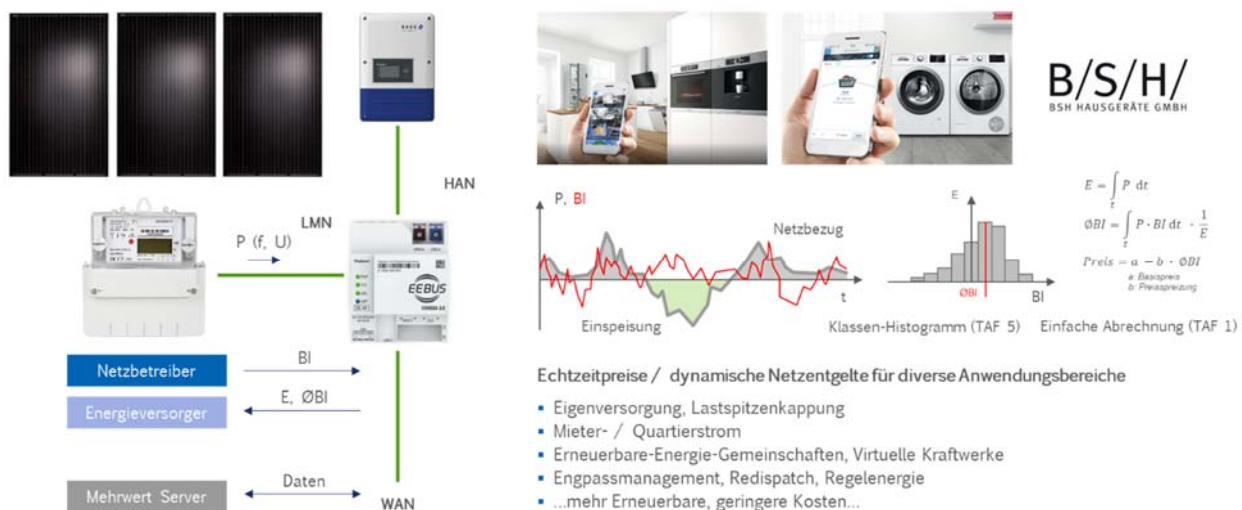 HAN
LMN
P (f, U)
EEBUS
Netzbetreiber
BI
Energieversorger
E, ØBI
Mehrwert Server
Daten
WAN
B/S/H/
BSH HAUSGERÄTE GMBH
P, BI
Netzbezug
t
Einspeisung
E
ØBI
BI
Klassen-Histogramm (TAF 5)
E = ∫ₜ P dt
ØBI = ∫ₜ P · BI dt · 1/E
Preis = a − b · ØBI
a: Basispreis
b: Preisspreizung
Einfache Abrechnung (TAF 1)
Echtzeitpreise / dynamische Netzentgelte für diverse Anwendungsbereiche
▪ Eigenversorgung, Lastspitzenkappung
▪ Mieter- / Quartierstrom
▪ Erneuerbare-Energie-Gemeinschaften, Virtuelle Kraftwerke
▪ Engpassmanagement, Redispatch, Regelenergie
▪ ...mehr Erneuerbare, geringere Kosten...